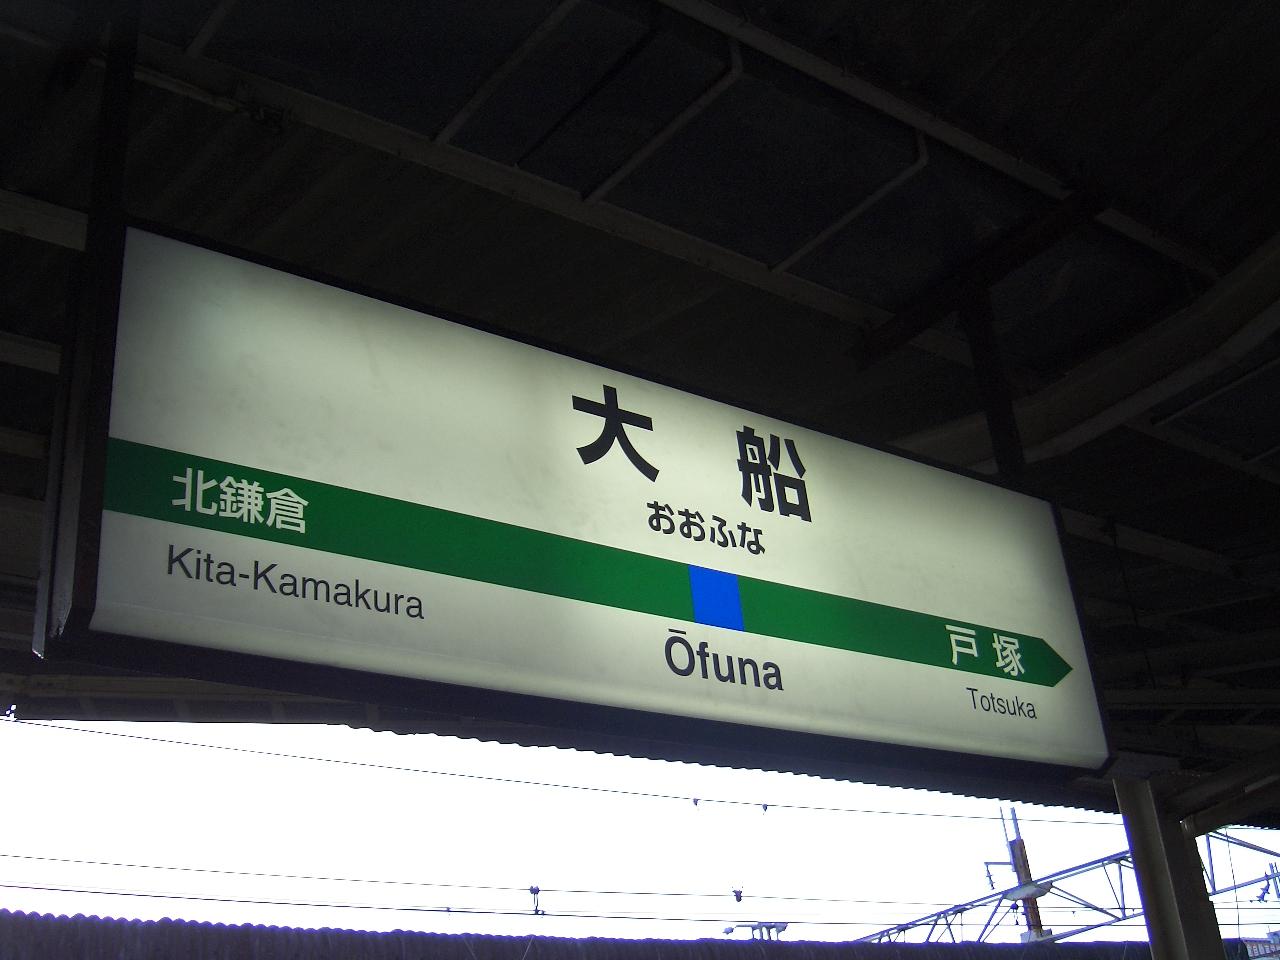 大船
おおふな
北鎌倉
戸塚
Kita-Kamakura
Ōfuna
Totsuka